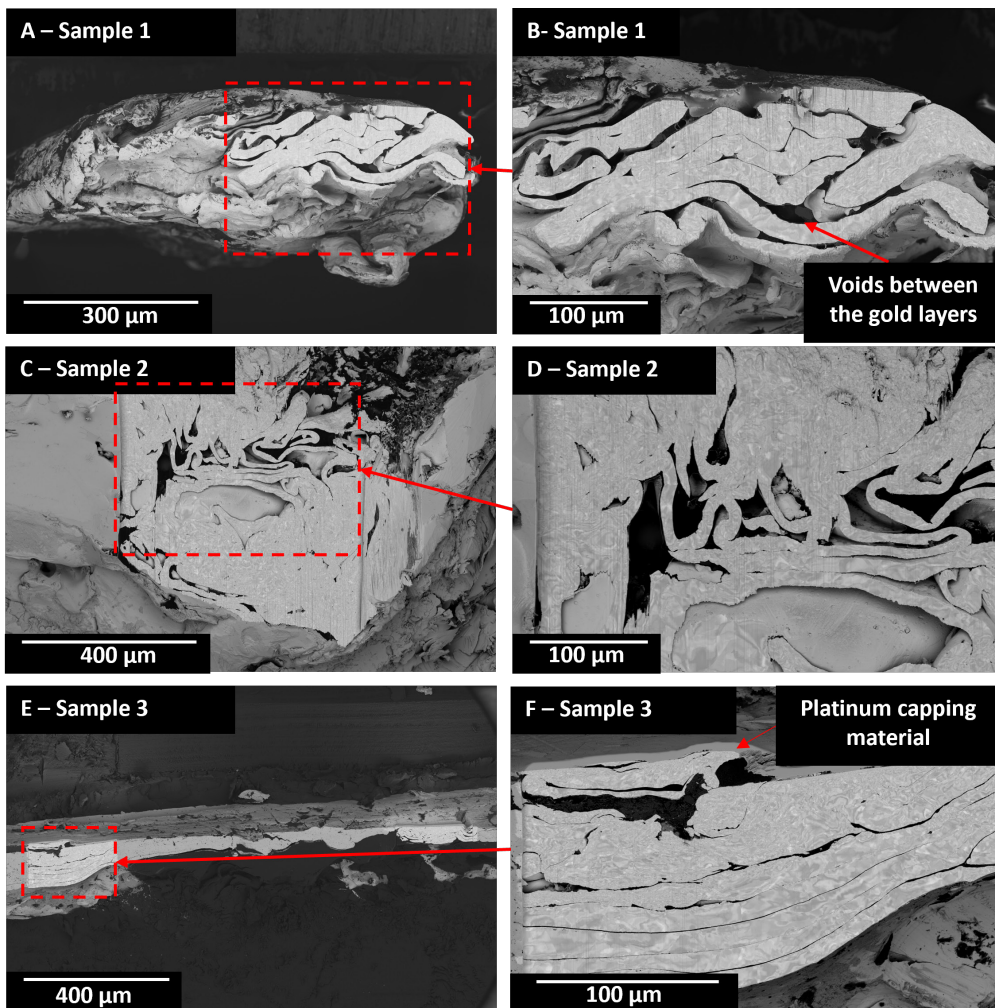 A – Sample 1
300 µm
B- Sample 1
Voids between
the gold layers
100 µm
C – Sample 2
400 µm
D – Sample 2
100 µm
E – Sample 3
400 µm
F – Sample 3
Platinum capping
material
100 µm